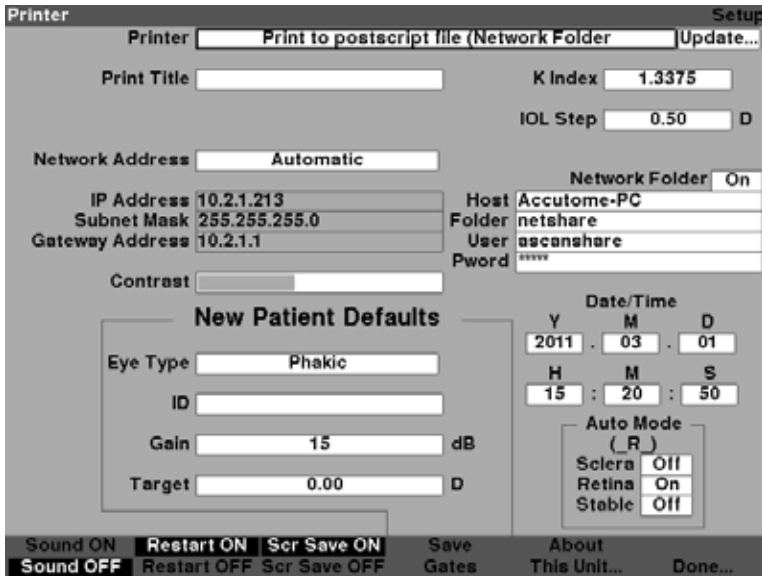 Printer Setup
Printer Print to postscript file (Network Folder Update...
Print Title K Index 1.3375
IOL Step 0.50 D
Network Address Automatic
Network Folder On
IP Address 10.2.1.213 Host Accutome-PC
Subnet Mask 255.255.255.0 Folder netshare
Gateway Address 10.2.1.1 User ascanshare
Pword *****
Contrast
Date/Time
New Patient Defaults Y M D
2011 . 03 . 01
Eye Type Phakic H M S
15 : 20 : 50
ID
Auto Mode
Gain 15 dB (_R_)
Sclera Off
Target 0.00 D Retina On
Stable Off
Sound ON Restart ON Scr Save ON Save About
Sound OFF Restart OFF Scr Save OFF Gates This Unit... Done...